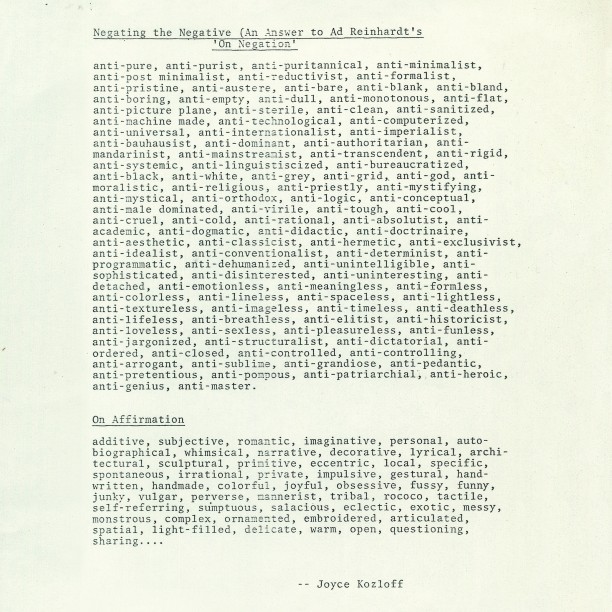 Negating the Negative (An Answer to Ad Reinhardt's
'On Negation'
anti-pure, anti-purist, anti-puritannical, anti-minimalist,
anti-post minimalist, anti-reductivist, anti-formalist,
anti-pristine, anti-austere, anti-bare, anti-blank, anti-bland,
anti-boring, anti-empty, anti-dull, anti-monotonous, anti-flat,
anti-picture plane, anti-sterile, anti-clean, anti-sanitized,
anti-machine made, anti-technological, anti-computerized,
anti-universal, anti-internationalist, anti-imperialist,
anti-bauhausist, anti-dominant, anti-authoritarian, anti-
mandarinist, anti-mainstreamist, anti-transcendent, anti-rigid,
anti-systemic, anti-linguistiscized, anti-bureaucratized,
anti-black, anti-white, anti-grey, anti-grid, anti-god, anti-
moralistic, anti-religious, anti-priestly, anti-mystifying,
anti-mystical, anti-orthodox, anti-logic, anti-conceptual,
anti-male dominated, anti-virile, anti-tough, anti-cool,
anti-cruel, anti-cold, anti-rational, anti-absolutist, anti-
academic, anti-dogmatic, anti-didactic, anti-doctrinaire,
anti-aesthetic, anti-classicist, anti-hermetic, anti-exclusivist,
anti-idealist, anti-conventionalist, anti-determinist, anti-
programmatic, anti-dehumanized, anti-unintelligible, anti-
sophisticated, anti-disinterested, anti-uninteresting, anti-
detached, anti-emotionless, anti-meaningless, anti-formless,
anti-colorless, anti-lineless, anti-spaceless, anti-lightless,
anti-textureless, anti-imageless, anti-timeless, anti-deathless,
anti-lifeless, anti-breathless, anti-elitist, anti-historicist,
anti-loveless, anti-sexless, anti-pleasureless, anti-funless,
anti-jargonized, anti-structuralist, anti-dictatorial, anti-
ordered, anti-closed, anti-controlled, anti-controlling,
anti-arrogant, anti-sublime, anti-grandiose, anti-pedantic,
anti-pretentious, anti-pompous, anti-patriarchial, anti-heroic,
anti-genius, anti-master.
On Affirmation
additive, subjective, romantic, imaginative, personal, auto-
biographical, whimsical, narrative, decorative, lyrical, archi-
tectural, sculptural, primitive, eccentric, local, specific,
spontaneous, irrational, private, impulsive, gestural, hand-
written, handmade, colorful, joyful, obsessive, fussy, funny,
junky, vulgar, perverse, mannerist, tribal, rococo, tactile,
self-referring, sumptuous, salacious, eclectic, exotic, messy,
monstrous, complex, ornamented, embroidered, articulated,
spatial, light-filled, delicate, warm, open, questioning,
sharing....
-- Joyce Kozloff